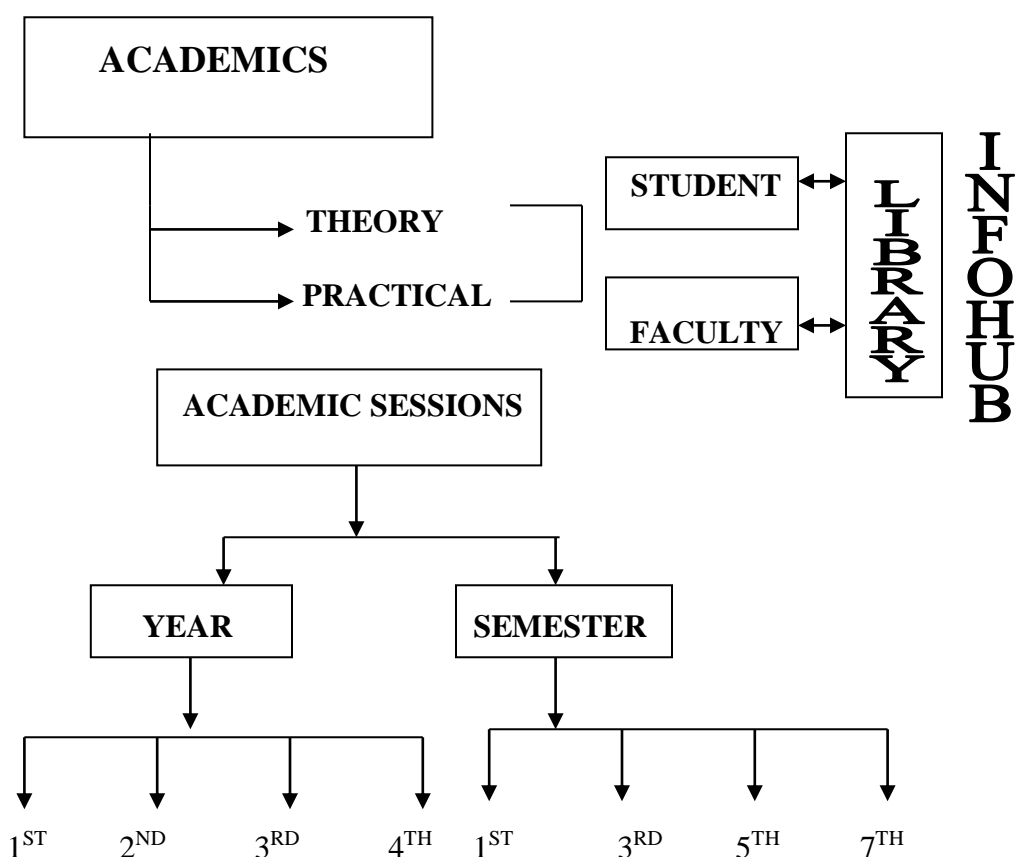 ACADEMICS
THEORY
PRACTICAL
STUDENT
FACULTY
LIBRARY
INFOHUB
ACADEMIC SESSIONS
YEAR
SEMESTER
1ST 2ND 3RD 4TH 1ST 3RD 5TH 7TH